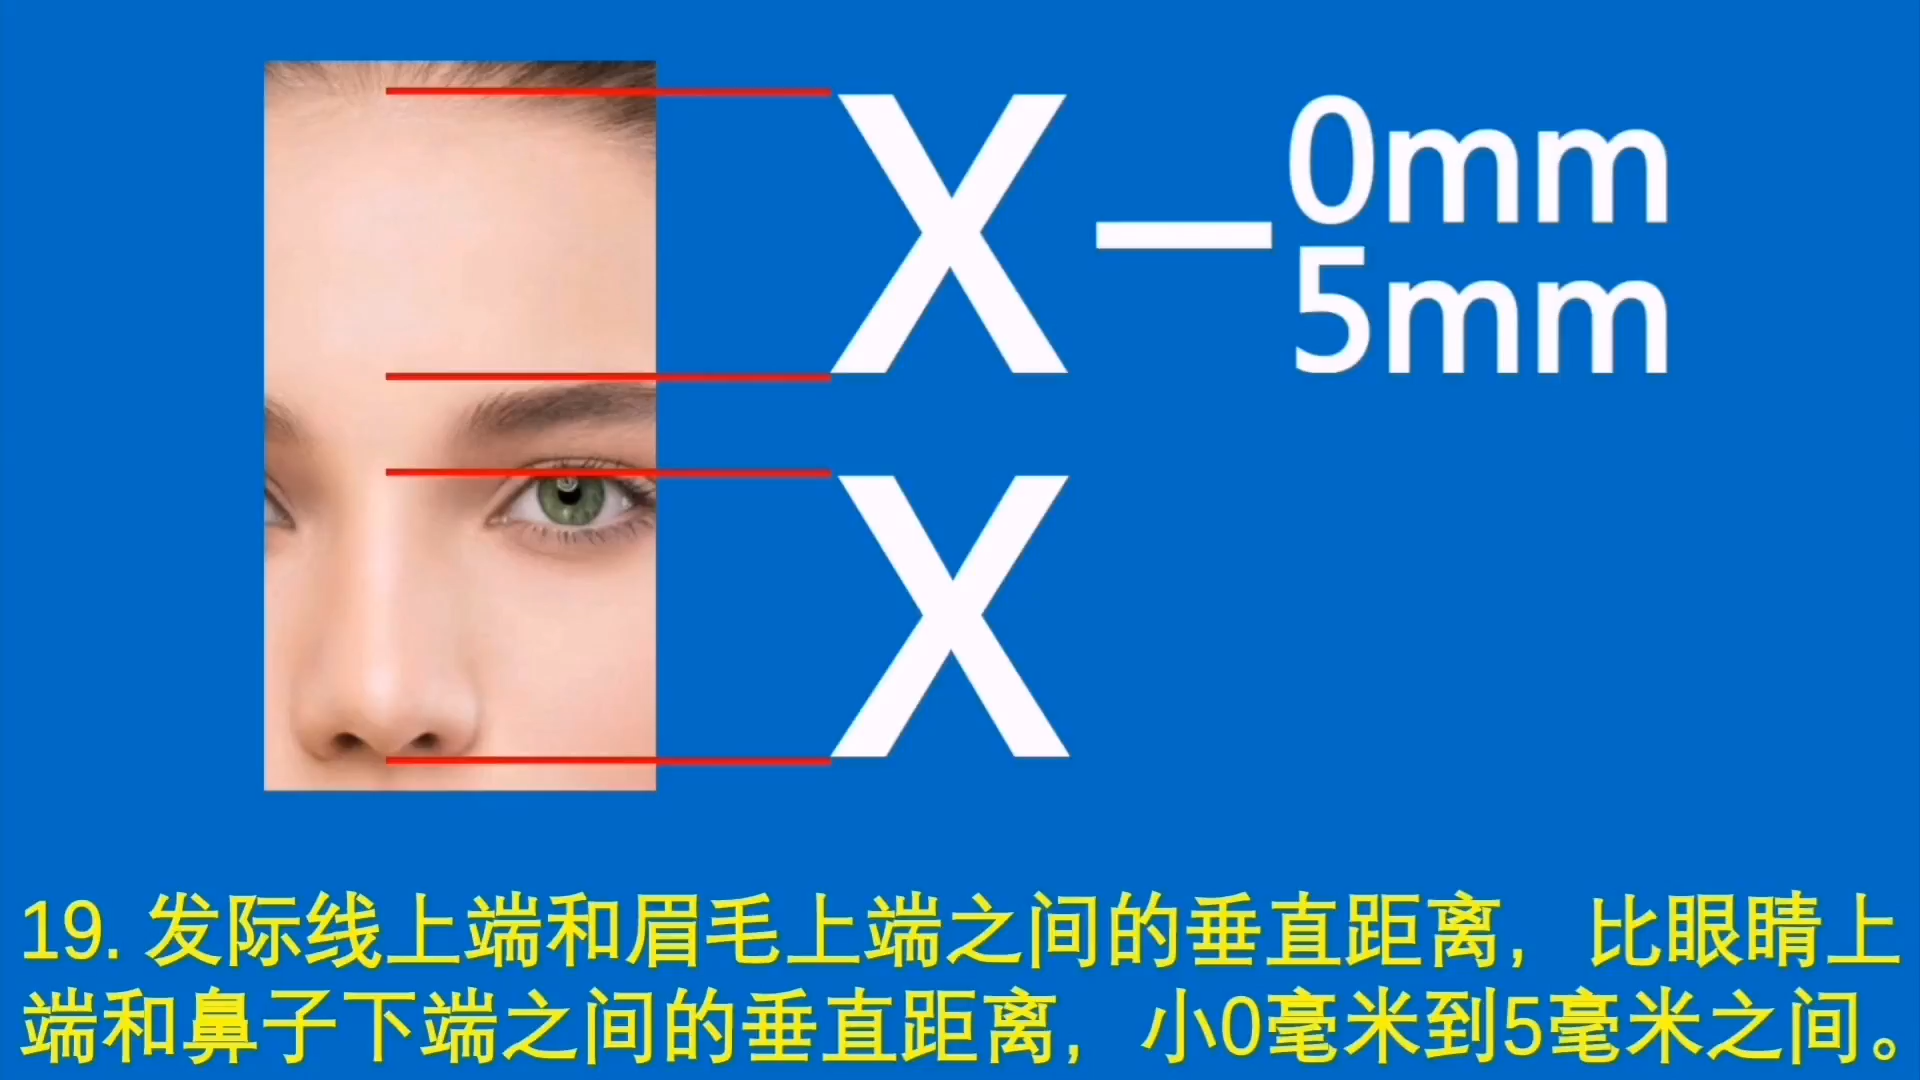 X
0mm
5mm
X
19. 发际线上端和眉毛上端之间的垂直距离，比眼睛上
端和鼻子下端之间的垂直距离，小0毫米到5毫米之间。